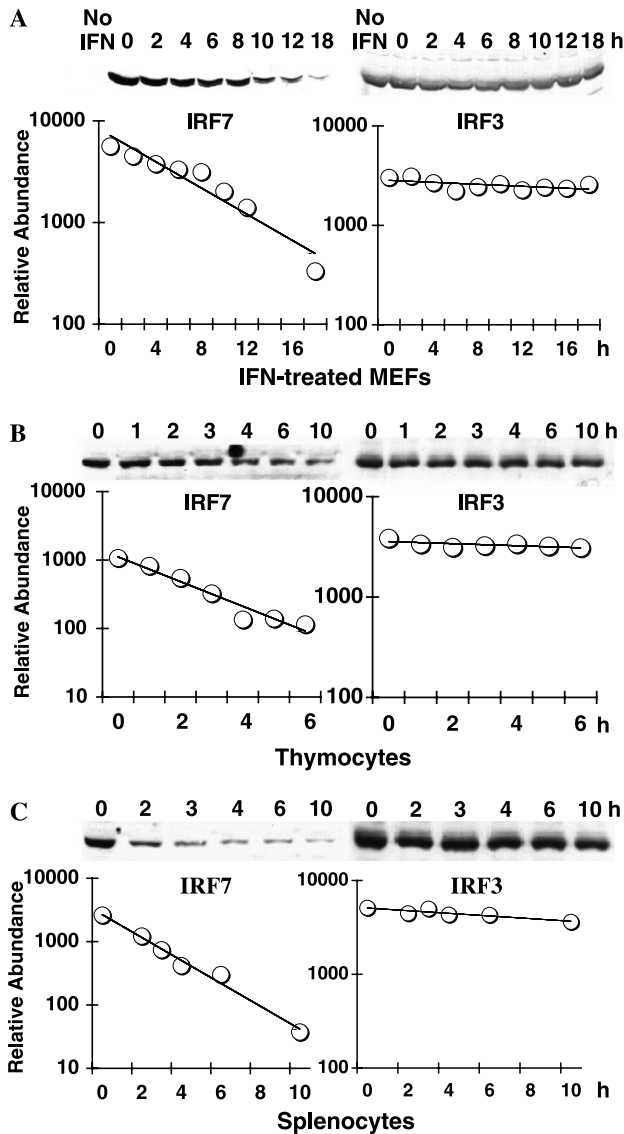 A
No
IFN 0 2 4 6 8 10 12 18
No
IFN 0 2 4 6 8 10 12 18 h
IRF7
IRF3
Relative Abundance
10000
1000
100
10000
1000
100
0 4 8 12 16
0 4 8 12 16 h
IFN-treated MEFs
B
0 1 2 3 4 6 10
0 1 2 3 4 6 10 h
IRF7
IRF3
Relative Abundance
10000
1000
100
10
10000
1000
100
0 2 4 6
0 2 4 6 h
Thymocytes
C
0 2 3 4 6 10
0 2 3 4 6 10 h
IRF7
IRF3
Relative Abundance
10000
1000
100
10
10000
1000
100
0 2 4 6 8 10
0 2 4 6 8 10 h
Splenocytes